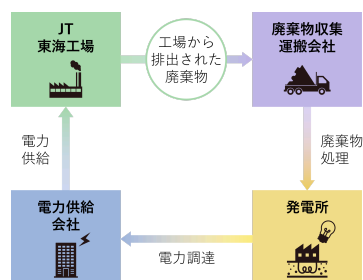 JT
東海工場
工場から
排出された
廃棄物
廃棄物収集
運搬会社
電力
供給
廃棄物
処理
電力供給
会社
発電所
電力調達